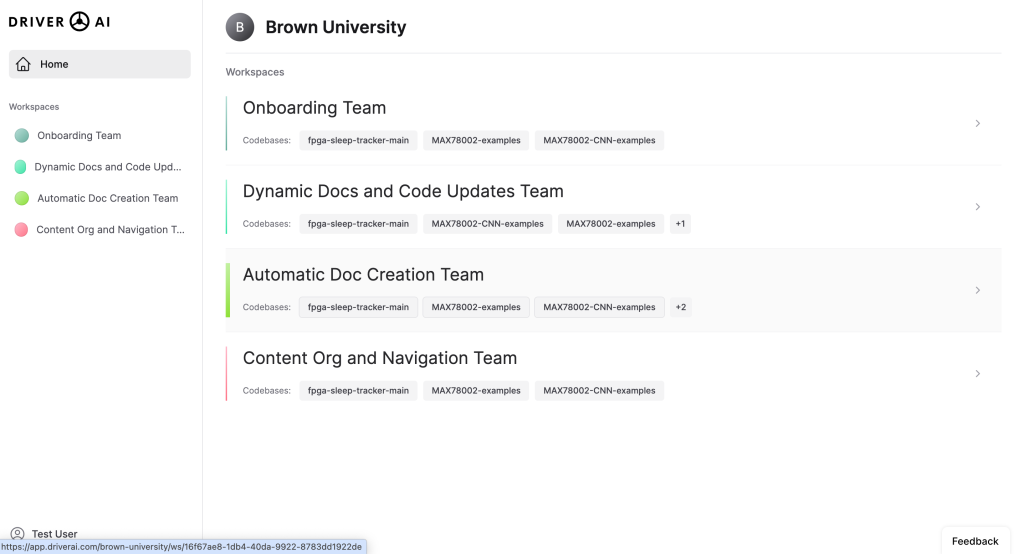 DRIVER AI
Home
Workspaces
Onboarding Team
Dynamic Docs and Code Upd...
Automatic Doc Creation Team
Content Org and Navigation T...
Test User
https://app.driverai.com/brown-university/ws/16f67ae8-1db4-40da-9922-8783dd1922de
B Brown University
Workspaces
Onboarding Team
Codebases: fpga-sleep-tracker-main MAX78002-examples MAX78002-CNN-examples
Dynamic Docs and Code Updates Team
Codebases: fpga-sleep-tracker-main MAX78002-CNN-examples MAX78002-examples +1
Automatic Doc Creation Team
Codebases: fpga-sleep-tracker-main MAX78002-examples MAX78002-CNN-examples +2
Content Org and Navigation Team
Codebases: fpga-sleep-tracker-main MAX78002-examples MAX78002-CNN-examples
Feedback